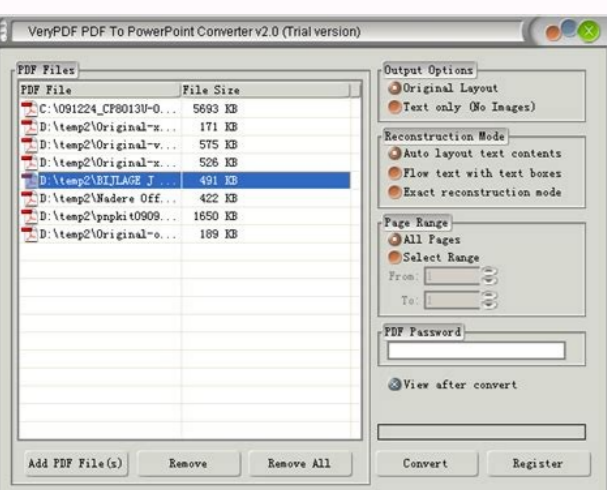 VeryPDF PDF To PowerPoint Converter v2.0 (Trial version)
PDF Files
PDF File File Size
C:\091224_CP8013U-0... 5693 KB
D:\temp2\Original-x... 171 KB
D:\temp2\Original-v... 575 KB
D:\temp2\Original-x... 526 KB
D:\temp2\BIJLAGE J ... 491 KB
D:\temp2\Nadere Off... 422 KB
D:\temp2\pnpkit0909... 1650 KB
D:\temp2\Original-o... 189 KB
Add PDF File(s) Remove Remove All
Output Options
Original Layout
Text only (No Images)
Reconstruction Mode
Auto layout text contents
Flow text with text boxes
Exact reconstruction mode
Page Range
All Pages
Select Range
From: 1
To: 1
PDF Password
View after convert
Convert Register